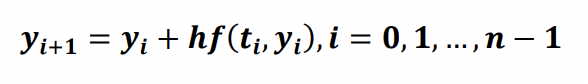 yᵢ₊₁ = yᵢ + hf(tᵢ, yᵢ), i = 0, 1, ..., n − 1